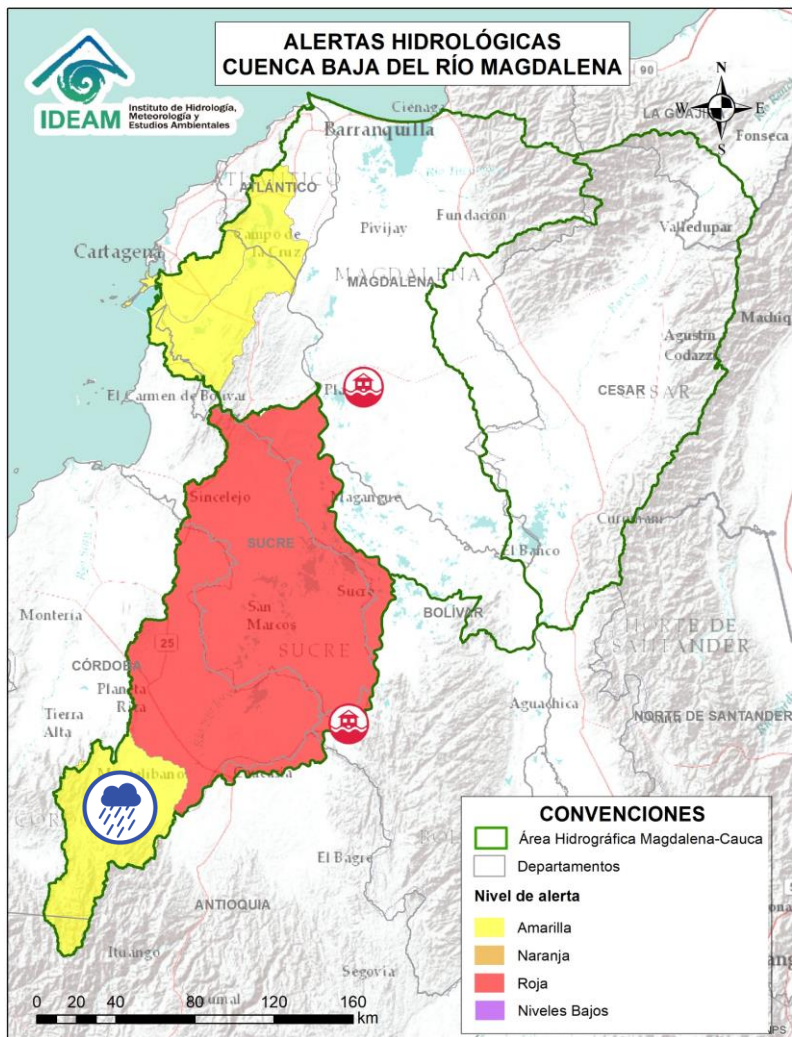 ALERTAS HIDROLÓGICAS
CUENCA BAJA DEL RÍO MAGDALENA
IDEAM
Instituto de Hidrología,
Meteorología y
Estudios Ambientales
N
W
E
S
90
LA GUAJIRA
Fonseca
Ciénaga
Barranquilla
ATLÁNTICO
Fundación
Pivijay
Valledupar
Campo de
la Cruz
Cartagena
MAGDALENA
MAGDALENA
Agustín
Codazzi
CESAR
CESAR
El Carmen de Bolívar
Sincelejo
Magangué
SUCRE
El Banco
Sucre
BOLÍVAR
San
Marcos
SUCRE
Montería
25
CÓRDOBA
Planeta
Rica
Tierra
Alta
NORTE DE
SANTANDER
NORTE DE SANTANDER
Aguachica
Montelíbano
El Bagre
ANTIOQUIA
Ituango
Segovia
0 20 40 80 120 160
km
CONVENCIONES
Área Hidrográfica Magdalena-Cauca
Departamentos
Nivel de alerta
Amarilla
Naranja
Roja
Niveles Bajos